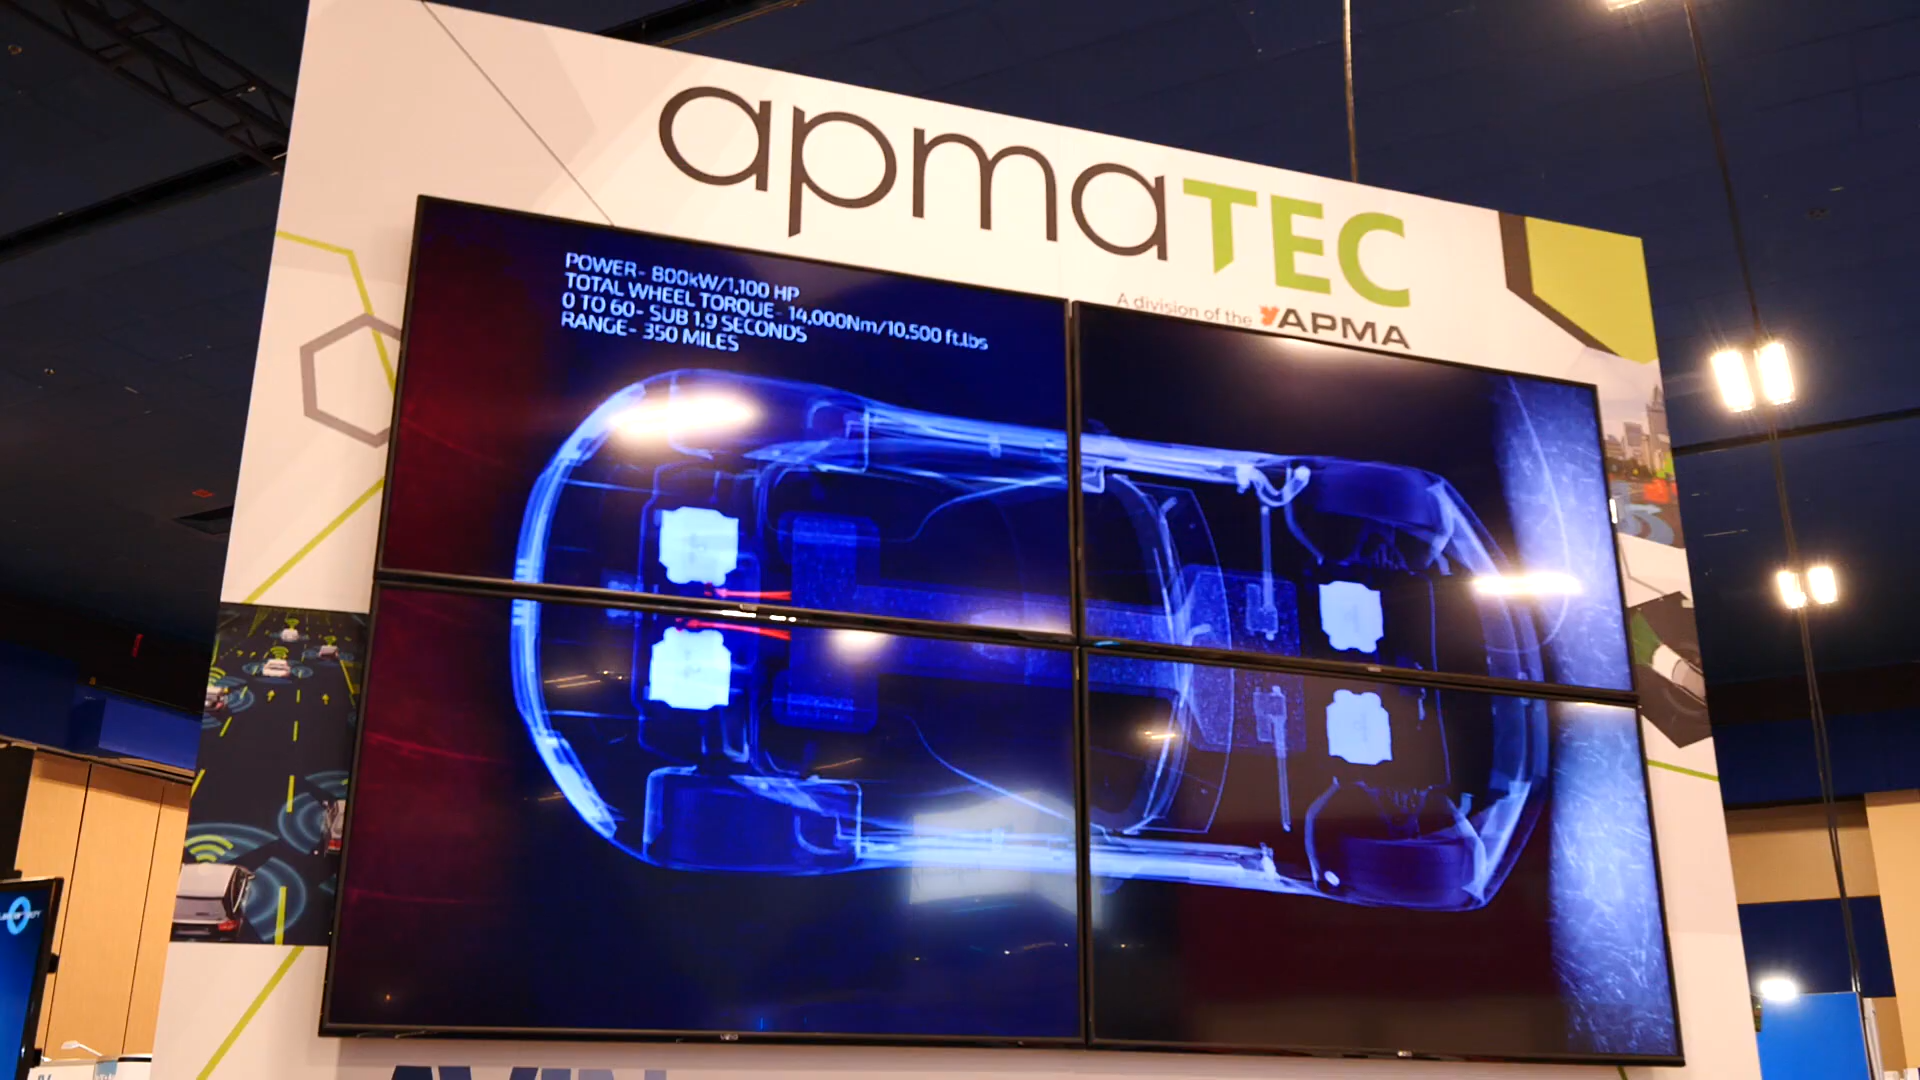 apmaTEC
A division of the APMA
POWER- 800kW/1,100 HP
TOTAL WHEEL TORQUE- 14,000Nm/10,500 ft.lbs
0 TO 60- SUB 1.9 SECONDS
RANGE- 350 MILES